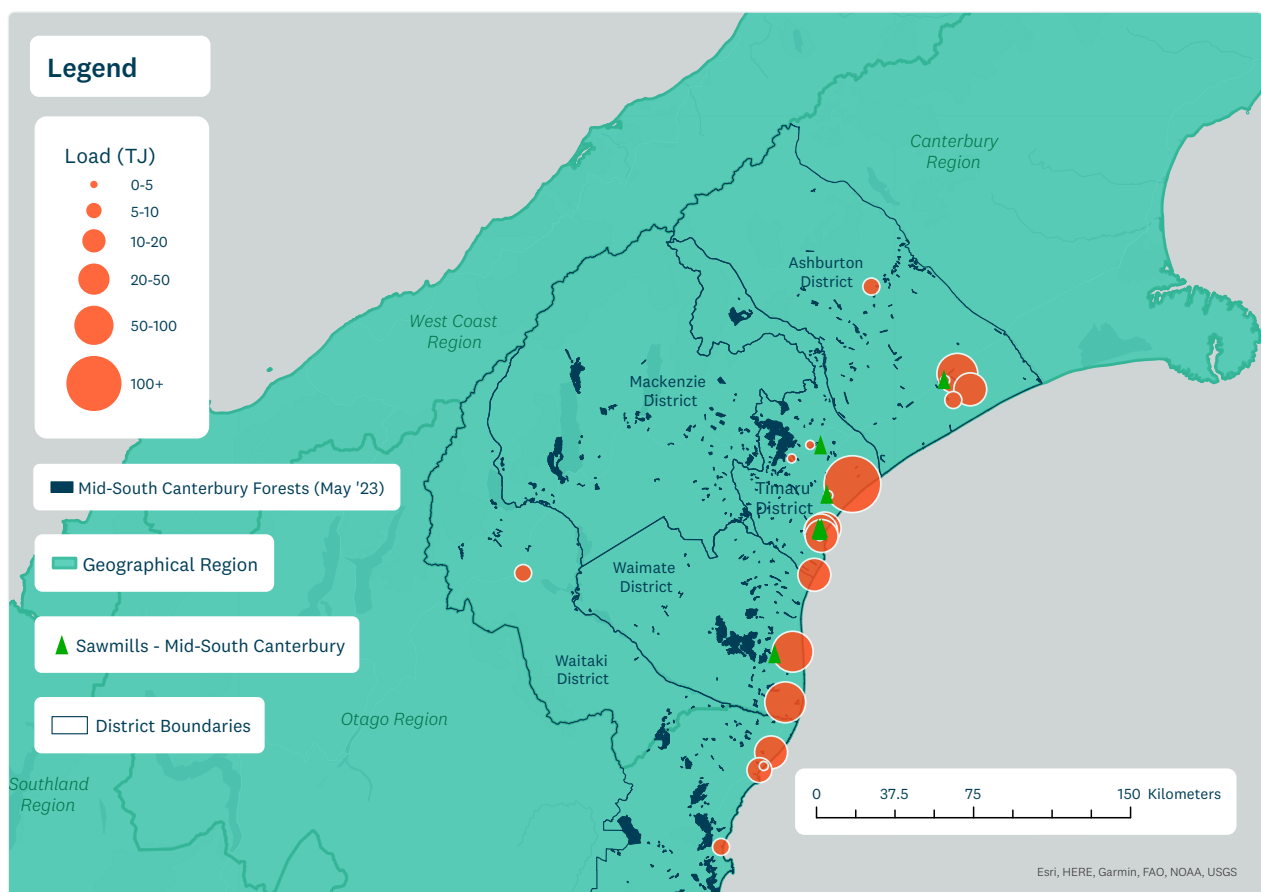 Legend
Load (TJ)
0-5
5-10
10-20
20-50
50-100
100+
Mid-South Canterbury Forests (May '23)
Geographical Region
Sawmills - Mid-South Canterbury
District Boundaries
Canterbury
Region
Ashburton
District
West Coast
Region
Mackenzie
District
Timaru
District
Waimate
District
Waitaki
District
Otago Region
Southland
Region
0 37.5 75 150 Kilometers
Esri, HERE, Garmin, FAO, NOAA, USGS